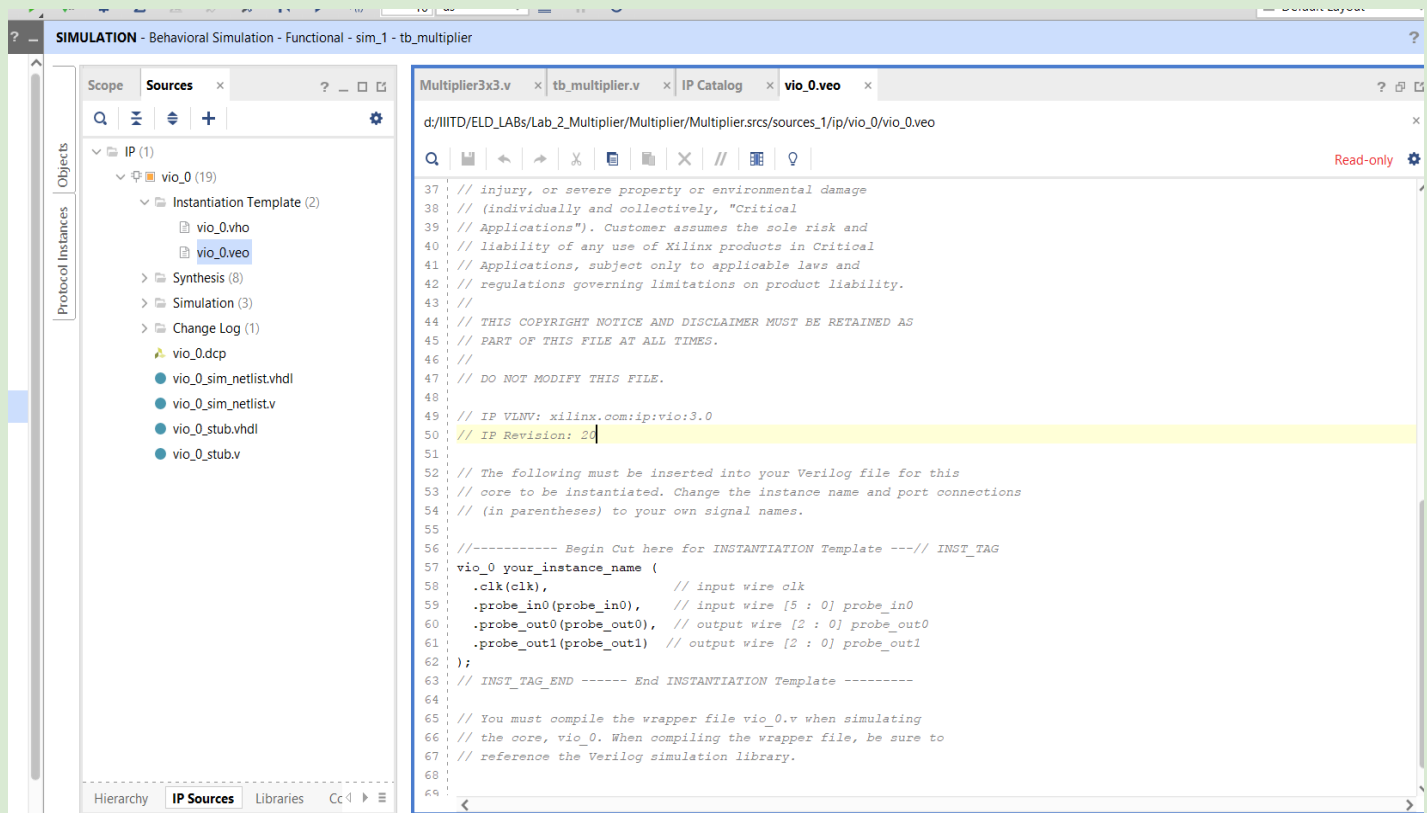 SIMULATION - Behavioral Simulation - Functional - sim_1 - tb_multiplier
?
Objects
Protocol Instances
Scope
Sources
IP (1)
vio_0 (19)
Instantiation Template (2)
vio_0.vho
vio_0.veo
Synthesis (8)
Simulation (3)
Change Log (1)
vio_0.dcp
vio_0_sim_netlist.vhdl
vio_0_sim_netlist.v
vio_0_stub.vhdl
vio_0_stub.v
Hierarchy
IP Sources
Libraries
Multiplier3x3.v
tb_multiplier.v
IP Catalog
vio_0.veo
d:/IIITD/ELD_LABs/Lab_2_Multiplier/Multiplier/Multiplier.srcs/sources_1/ip/vio_0/vio_0.veo
Read-only
37 // injury, or severe property or environmental damage
38 // (individually and collectively, "Critical
39 // Applications"). Customer assumes the sole risk and
40 // liability of any use of Xilinx products in Critical
41 // Applications, subject only to applicable laws and
42 // regulations governing limitations on product liability.
43 //
44 // THIS COPYRIGHT NOTICE AND DISCLAIMER MUST BE RETAINED AS
45 // PART OF THIS FILE AT ALL TIMES.
46 //
47 // DO NOT MODIFY THIS FILE.
48
49 // IP VLNV: xilinx.com:ip:vio:3.0
50 // IP Revision: 20
51
52 // The following must be inserted into your Verilog file for this
53 // core to be instantiated. Change the instance name and port connections
54 // (in parentheses) to your own signal names.
55
56 //----------- Begin Cut here for INSTANTIATION Template ---// INST_TAG
57 vio_0 your_instance_name (
58 .clk(clk), // input wire clk
59 .probe_in0(probe_in0), // input wire [5 : 0] probe_in0
60 .probe_out0(probe_out0), // output wire [2 : 0] probe_out0
61 .probe_out1(probe_out1) // output wire [2 : 0] probe_out1
62 );
63 // INST_TAG_END ------ End INSTANTIATION Template ---------
64
65 // You must compile the wrapper file vio_0.v when simulating
66 // the core, vio_0. When compiling the wrapper file, be sure to
67 // reference the Verilog simulation library.
68
69